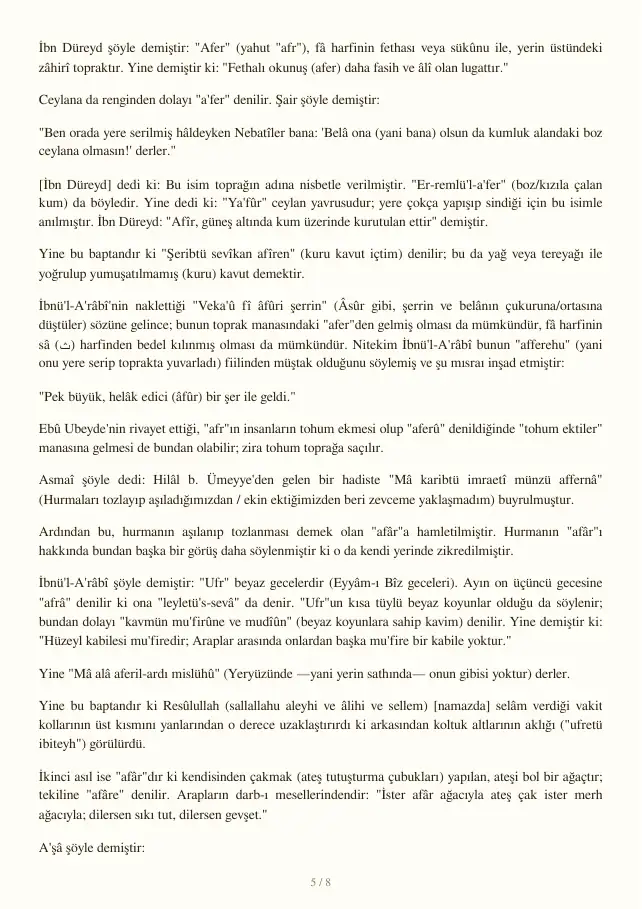 İbn Düreyd şöyle demiştir: "Afer" (yahut "afr"), fâ harfinin fethası veya sükûnu ile, yerin üstündeki
zâhirî topraktır. Yine demiştir ki: "Fethalı okunuş (afer) daha fasih ve âlî olan lugattır."
Ceylana da renginden dolayı "a'fer" denilir. Şair şöyle demiştir:
"Ben orada yere serilmiş hâldeyken Nebatîler bana: 'Belâ ona (yani bana) olsun da kumluk alandaki boz
ceylana olmasın!' derler."
[İbn Düreyd] dedi ki: Bu isim toprağın adına nisbetle verilmiştir. "Er-remlü'l-a'fer" (boz/kızıla çalan
kum) da böyledir. Yine dedi ki: "Ya'fûr" ceylan yavrusudur; yere çokça yapışıp sindiği için bu isimle
anılmıştır. İbn Düreyd: "Afîr, güneş altında kum üzerinde kurutulan ettir" demiştir.
Yine bu baptandır ki "Şeribtü sevîkan afîren" (kuru kavut içtim) denilir; bu da yağ veya tereyağı ile
yoğrulup yumuşatılmamış (kuru) kavut demektir.
İbnü'l-A'râbî'nin naklettiği "Veka'û fî âfûri şerrin" (Âsûr gibi, şerrin ve belânın çukuruna/ortasına
düştüler) sözüne gelince; bunun toprak manasındaki "afer"den gelmiş olması da mümkündür, fâ harfinin
sâ (ث) harfinden bedel kılınmış olması da mümkündür. Nitekim İbnü'l-A'râbî bunun "afferehu" (yani
onu yere serip toprakta yuvarladı) fiilinden müştak olduğunu söylemiş ve şu mısraı inşad etmiştir:
"Pek büyük, helâk edici (âfûr) bir şer ile geldi."
Ebû Ubeyde'nin rivayet ettiği, "afr"ın insanların tohum ekmesi olup "aferû" denildiğinde "tohum ektiler"
manasına gelmesi de bundan olabilir; zira tohum toprağa saçılır.
Asmaî şöyle dedi: Hilâl b. Ümeyye'den gelen bir hadiste "Mâ karibtü imraetî münzü affernâ"
(Hurmaları tozlayıp aşıladığımızdan / ekin ektiğimizden beri zevceme yaklaşmadım) buyrulmuştur.
Ardından bu, hurmanın aşılanıp tozlanması demek olan "afâr"a hamletilmiştir. Hurmanın "afâr"ı
hakkında bundan başka bir görüş daha söylenmiştir ki o da kendi yerinde zikredilmiştir.
İbnü'l-A'râbî şöyle demiştir: "Ufr" beyaz gecelerdir (Eyyâm-ı Bîz geceleri). Ayın on üçüncü gecesine
"afrâ" denilir ki ona "leyletü's-sevâ" da denir. "Ufr"un kısa tüylü beyaz koyunlar olduğu da söylenir;
bundan dolayı "kavmün mu'firûne ve mudîûn" (beyaz koyunlara sahip kavim) denilir. Yine demiştir ki:
"Hüzeyl kabilesi mu'firedir; Araplar arasında onlardan başka mu'fire bir kabile yoktur."
Yine "Mâ alâ aferil-ardı mislühû" (Yeryüzünde —yani yerin sathında— onun gibisi yoktur) derler.
Yine bu baptandır ki Resûlullah (sallallahu aleyhi ve âlihi ve sellem) [namazda] selâm verdiği vakit
kollarının üst kısmını yanlarından o derece uzaklaştırırdı ki arkasından koltuk altlarının aklığı ("ufretü
ibiteyh") görülürdü.
İkinci asıl ise "afâr"dır ki kendisinden çakmak (ateş tutuşturma çubukları) yapılan, ateşi bol bir ağaçtır;
tekiline "afâre" denilir. Arapların darb-ı mesellerindendir: "İster afâr ağacıyla ateş çak ister merh
ağacıyla; dilersen sıkı tut, dilersen gevşet."
A'şâ şöyle demiştir:
5 / 8